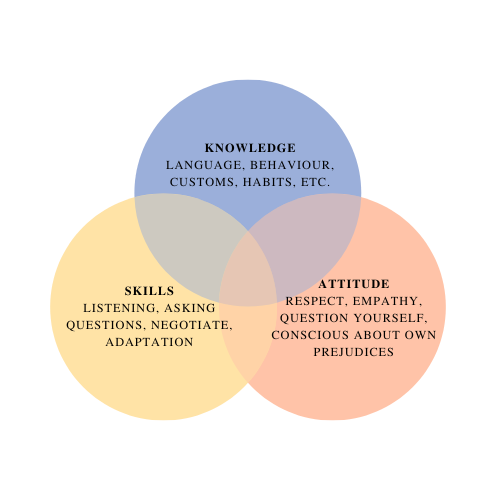 KNOWLEDGE
LANGUAGE, BEHAVIOUR,
CUSTOMS, HABITS, ETC.
SKILLS
LISTENING, ASKING
QUESTIONS, NEGOTIATE,
ADAPTATION
ATTITUDE
RESPECT, EMPATHY,
QUESTION YOURSELF,
CONSCIOUS ABOUT OWN
PREJUDICES